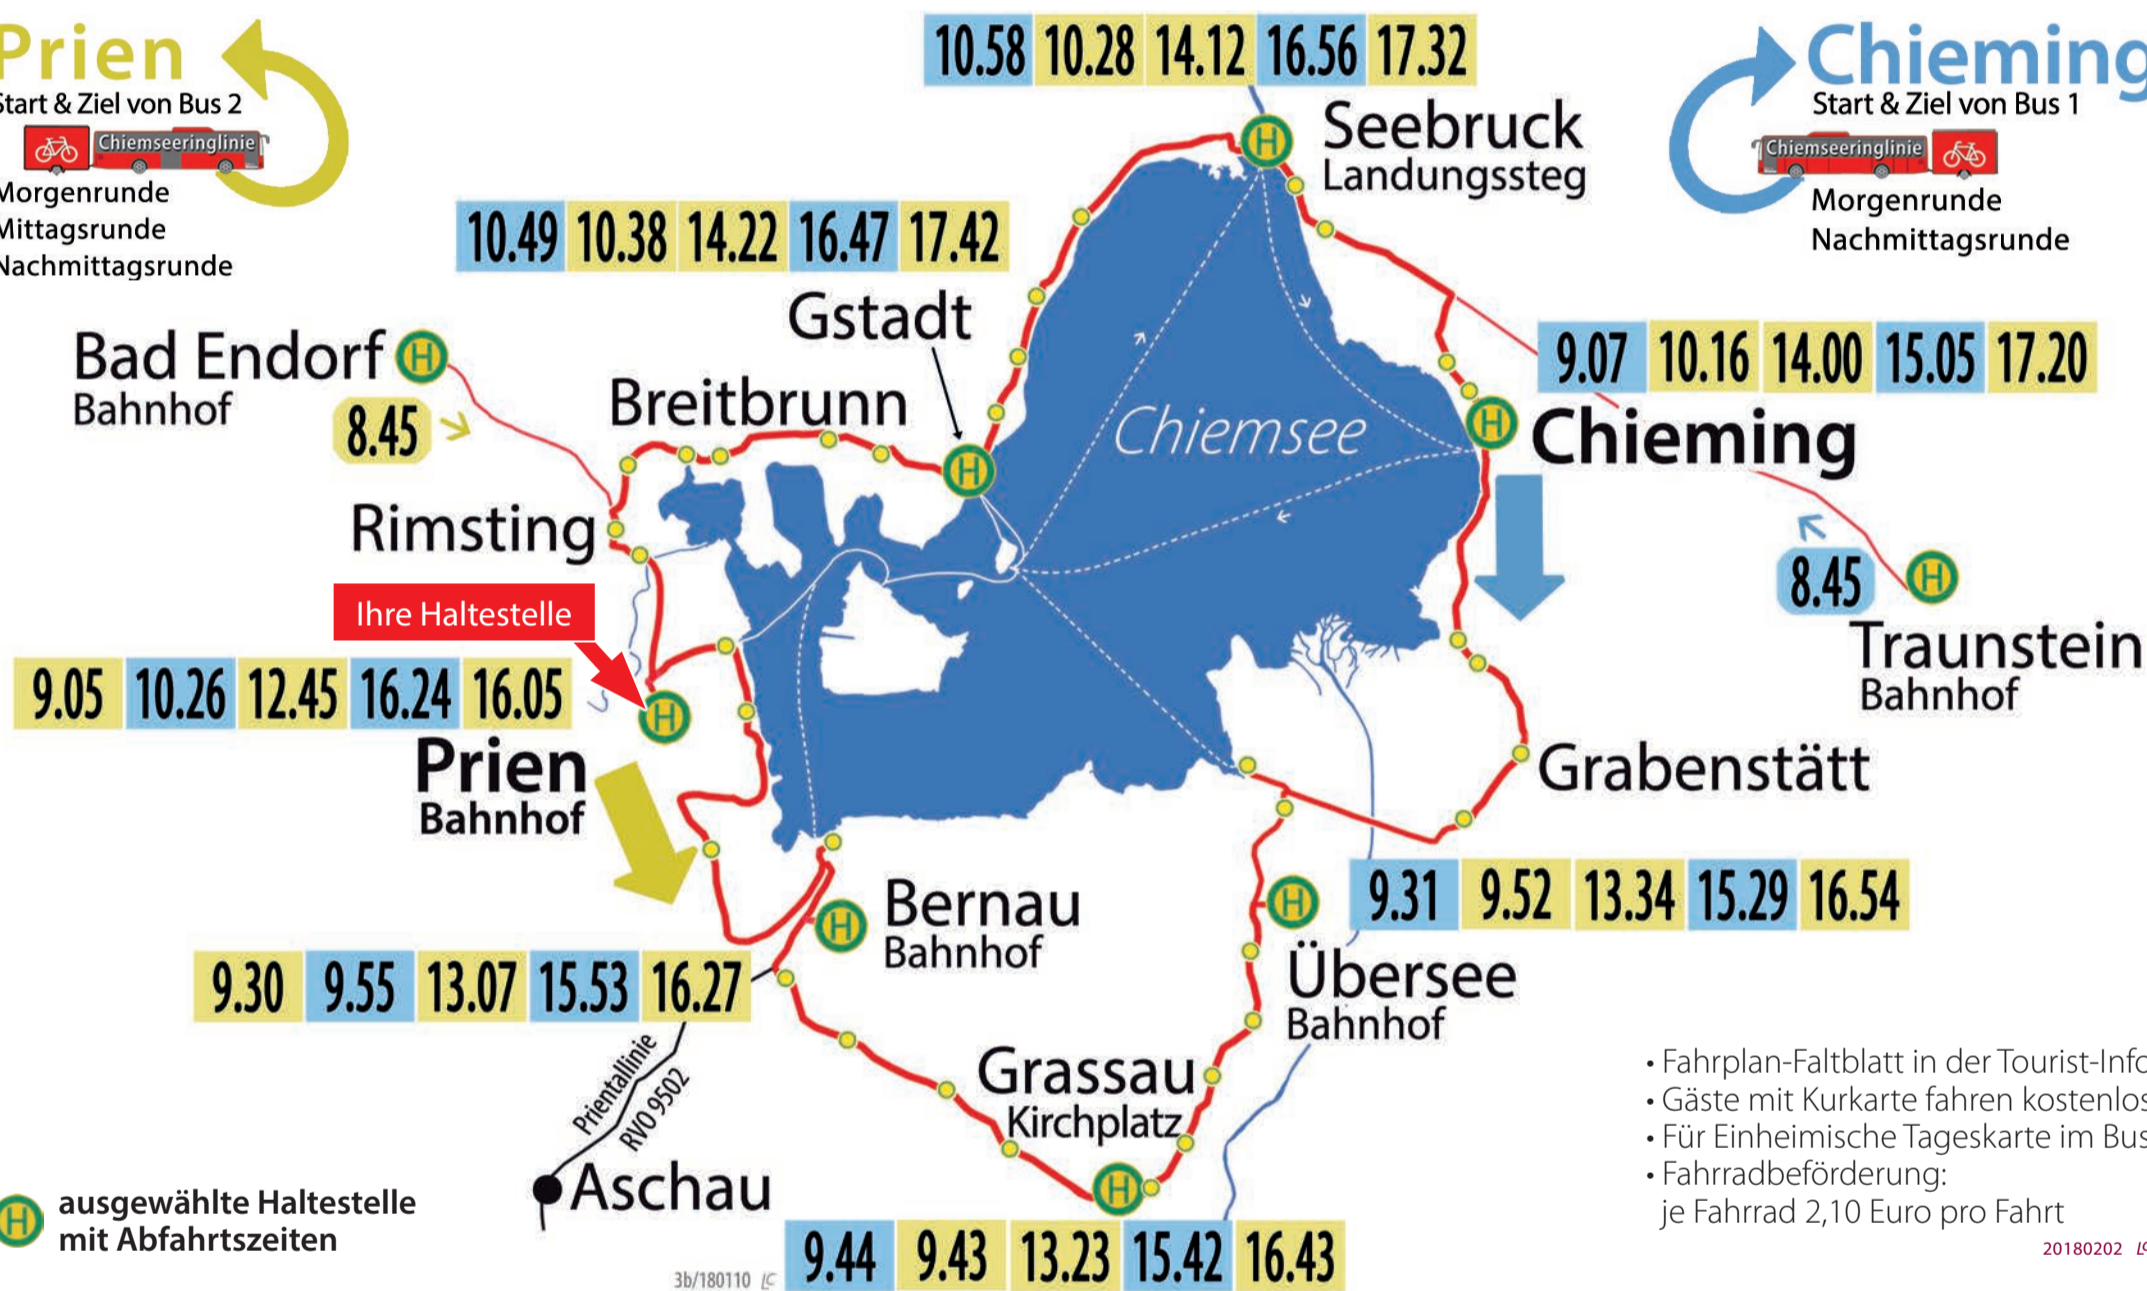 Prien
Start & Ziel von Bus 2
Chiemseeringlinie
Morgenrunde
Mittagsrunde
Nachmittagsrunde
10.58 10.28 14.12 16.56 17.32
Seebruck
Landungssteg
Chieming
Start & Ziel von Bus 1
Chiemseeringlinie
Morgenrunde
Nachmittagsrunde
10.49 10.38 14.22 16.47 17.42
Gstadt
Bad Endorf H
Bahnhof
8.45
Breitbrunn
Chiemsee
9.07 10.16 14.00 15.05 17.20
Chieming
Rimsting
Ihre Haltestelle
8.45
Traunstein
Bahnhof
9.05 10.26 12.45 16.24 16.05
Prien
Bahnhof
Grabenstätt
Bernau
Bahnhof
9.31 9.52 13.34 15.29 16.54
Übersee
Bahnhof
9.30 9.55 13.07 15.53 16.27
Prientallinie
RVO 9502
Aschau
Grassau
Kirchplatz
9.44 9.43 13.23 15.42 16.43
H ausgewählte Haltestelle
mit Abfahrtszeiten
3b/180110 LC
• Fahrplan-Faltblatt in der Tourist-Info
• Gäste mit Kurkarte fahren kostenlos
• Für Einheimische Tageskarte im Bus
• Fahrradbeförderung:
je Fahrrad 2,10 Euro pro Fahrt
20180202